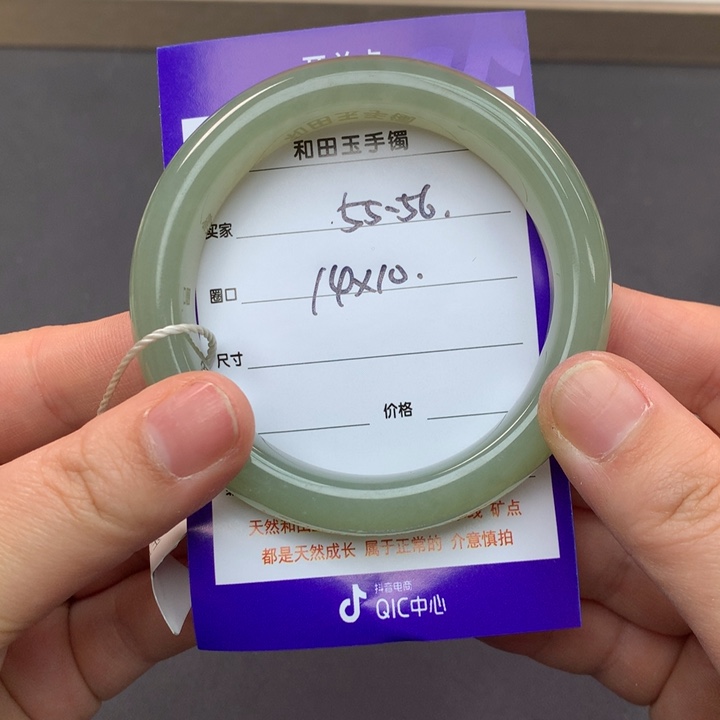 和田玉手镯
买家 55-56.
圈口 14x10.
尺寸
价格
天然和田 矿点
都是天然成长 属于正常的 介意慎拍
抖音电商
QIC中心